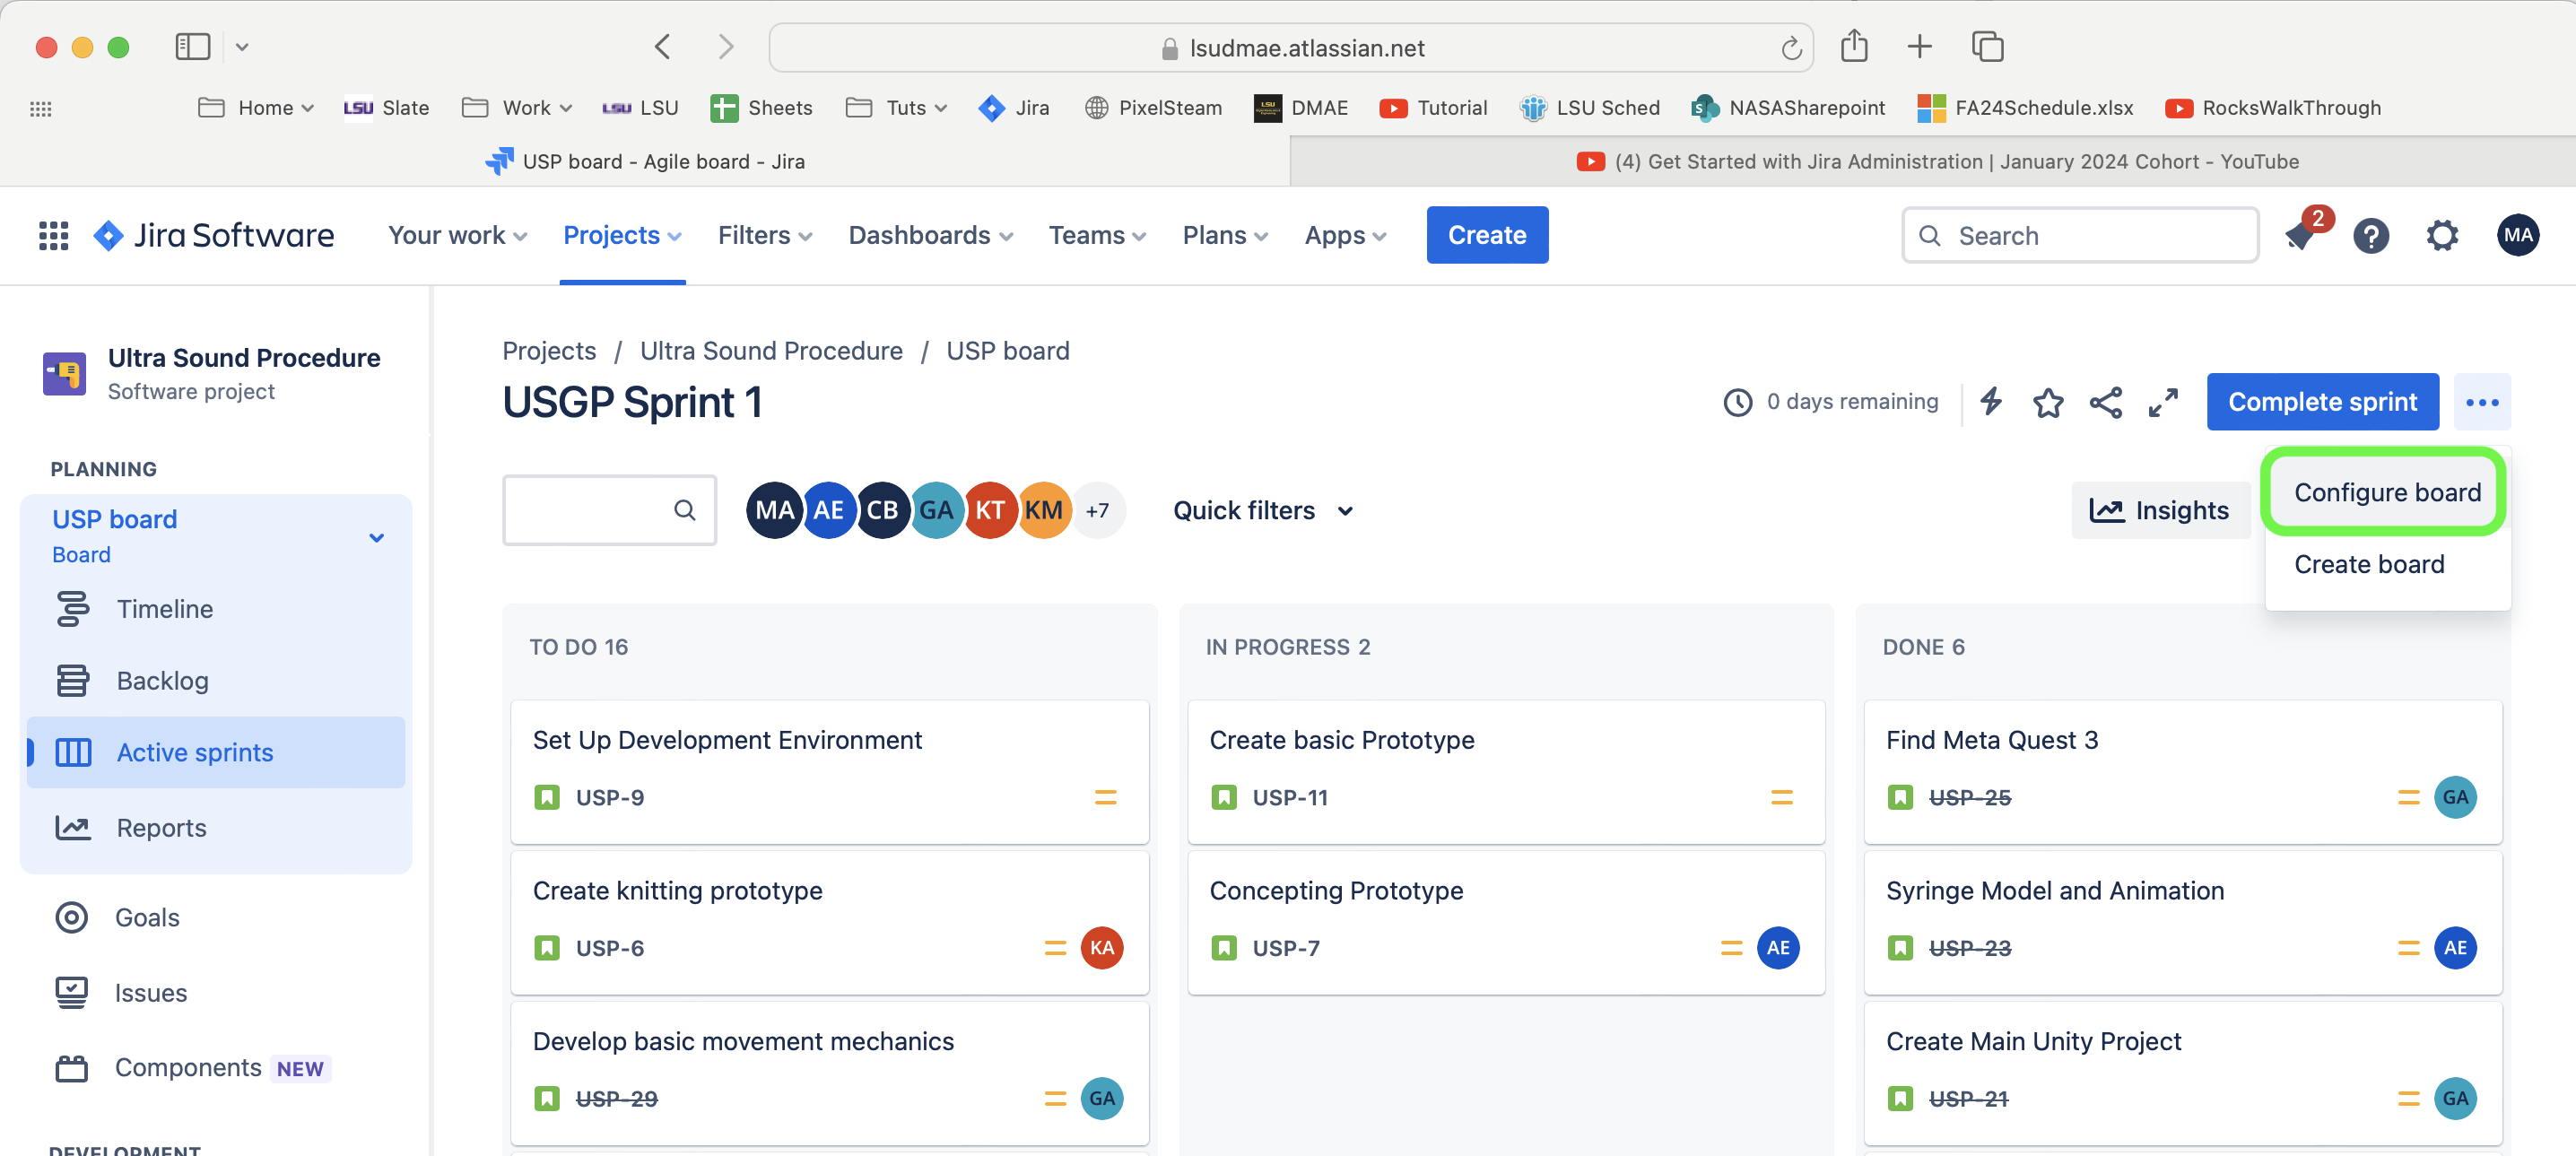 lsudmae.atlassian.net
Home
LSU Slate
Work
LSU LSU
Sheets
Tuts
Jira
PixelSteam
LSU DMAE
Tutorial
LSU Sched
S NASASharepoint
FA24Schedule.xlsx
RocksWalkThrough
USP board - Agile board - Jira
(4) Get Started with Jira Administration | January 2024 Cohort - YouTube
Jira Software
Your work
Projects
Filters
Dashboards
Teams
Plans
Apps
Create
Search
2
?
MA
Ultra Sound Procedure
Software project
Projects / Ultra Sound Procedure / USP board
USGP Sprint 1
0 days remaining
Complete sprint
PLANNING
USP board
Board
Timeline
Backlog
Active sprints
Reports
Goals
Issues
Components NEW
DEVELOPMENT
MA AE CB GA KT KM +7
Quick filters
Insights
Configure board
Create board
TO DO 16
Set Up Development Environment
USP-9
Create knitting prototype
USP-6
KA
Develop basic movement mechanics
USP-29
GA
IN PROGRESS 2
Create basic Prototype
USP-11
Concepting Prototype
USP-7
AE
DONE 6
Find Meta Quest 3
USP-25
GA
Syringe Model and Animation
USP-23
AE
Create Main Unity Project
USP-21
GA